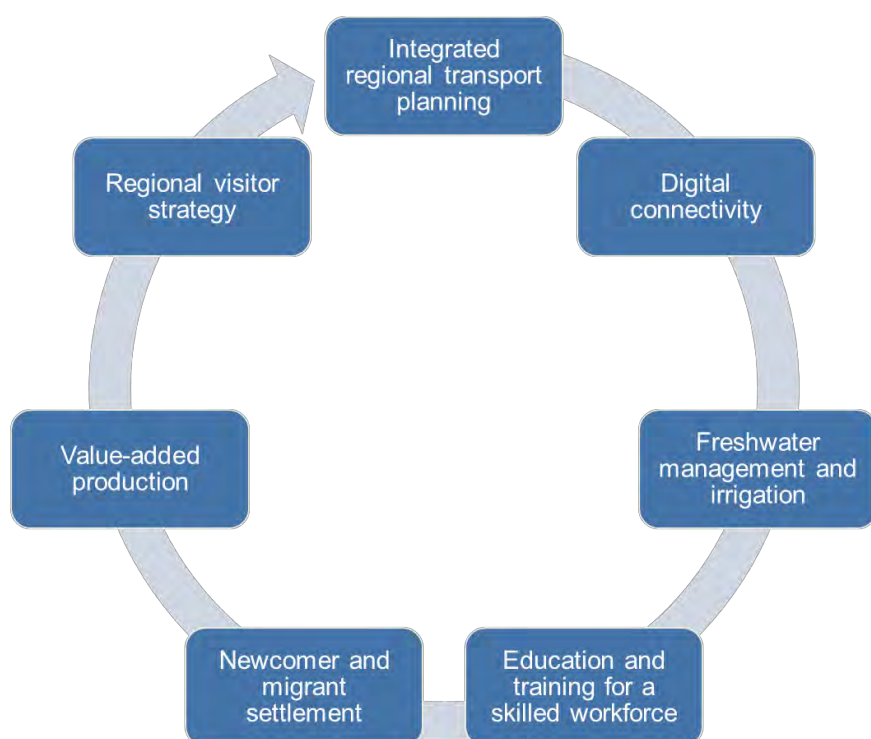 Integrated
regional transport
planning
Digital
connectivity
Freshwater
management and
irrigation
Education and
training for a
skilled workforce
Newcomer and
migrant
settlement
Value-added
production
Regional visitor
strategy